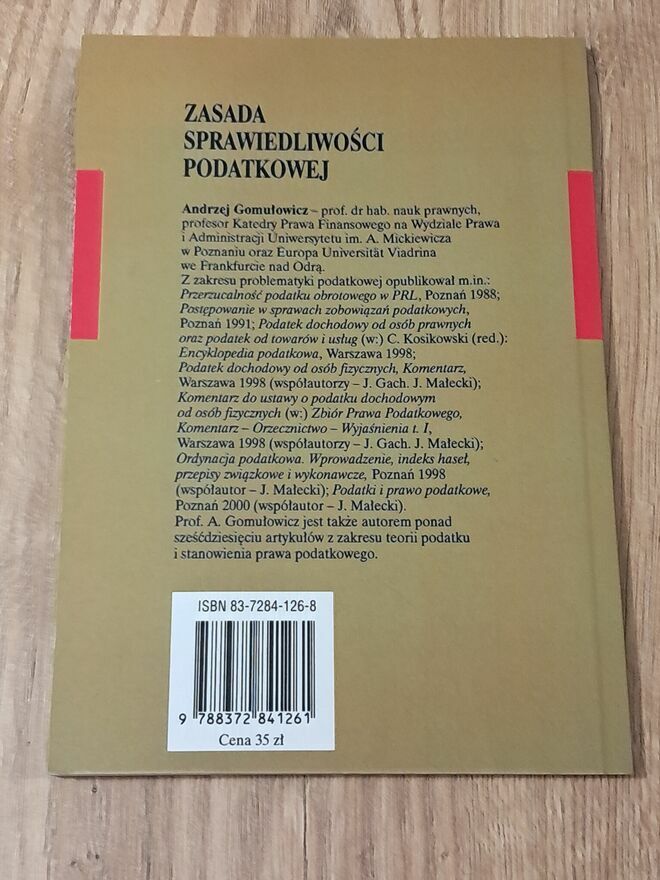 ZASADA
SPRAWIEDLIWOŚCI
PODATKOWEJ
Andrzej Gomułowicz – prof. dr hab. nauk prawnych,
profesor Katedry Prawa Finansowego na Wydziale Prawa
i Administracji Uniwersytetu im. A. Mickiewicza
w Poznaniu oraz Europa Universität Viadrina
we Frankfurcie nad Odrą.
Z zakresu problematyki podatkowej opublikował m.in.:
Przerzucalność podatku obrotowego w PRL, Poznań 1988;
Postępowanie w sprawach zobowiązań podatkowych,
Poznań 1991; Podatek dochodowy od osób prawnych
oraz podatek od towarów i usług (w:) C. Kosikowski (red.):
Encyklopedia podatkowa, Warszawa 1998;
Podatek dochodowy od osób fizycznych, Komentarz,
Warszawa 1998 (współautorzy – J. Gach. J. Małecki);
Komentarz do ustawy o podatku dochodowym
od osób fizycznych (w:) Zbiór Prawa Podatkowego,
Komentarz – Orzecznictwo – Wyjaśnienia t. I,
Warszawa 1998 (współautorzy – J. Gach. J. Małecki);
Ordynacja podatkowa. Wprowadzenie, indeks haseł,
przepisy związkowe i wykonawcze, Poznań 1998
(współautor – J. Małecki); Podatki i prawo podatkowe,
Poznań 2000 (współautor – J. Małecki).
Prof. A. Gomułowicz jest także autorem ponad
sześćdziesięciu artykułów z zakresu teorii podatku
i stanowienia prawa podatkowego.
ISBN 83-7284-126-8
9 788372 841261
Cena 35 zł